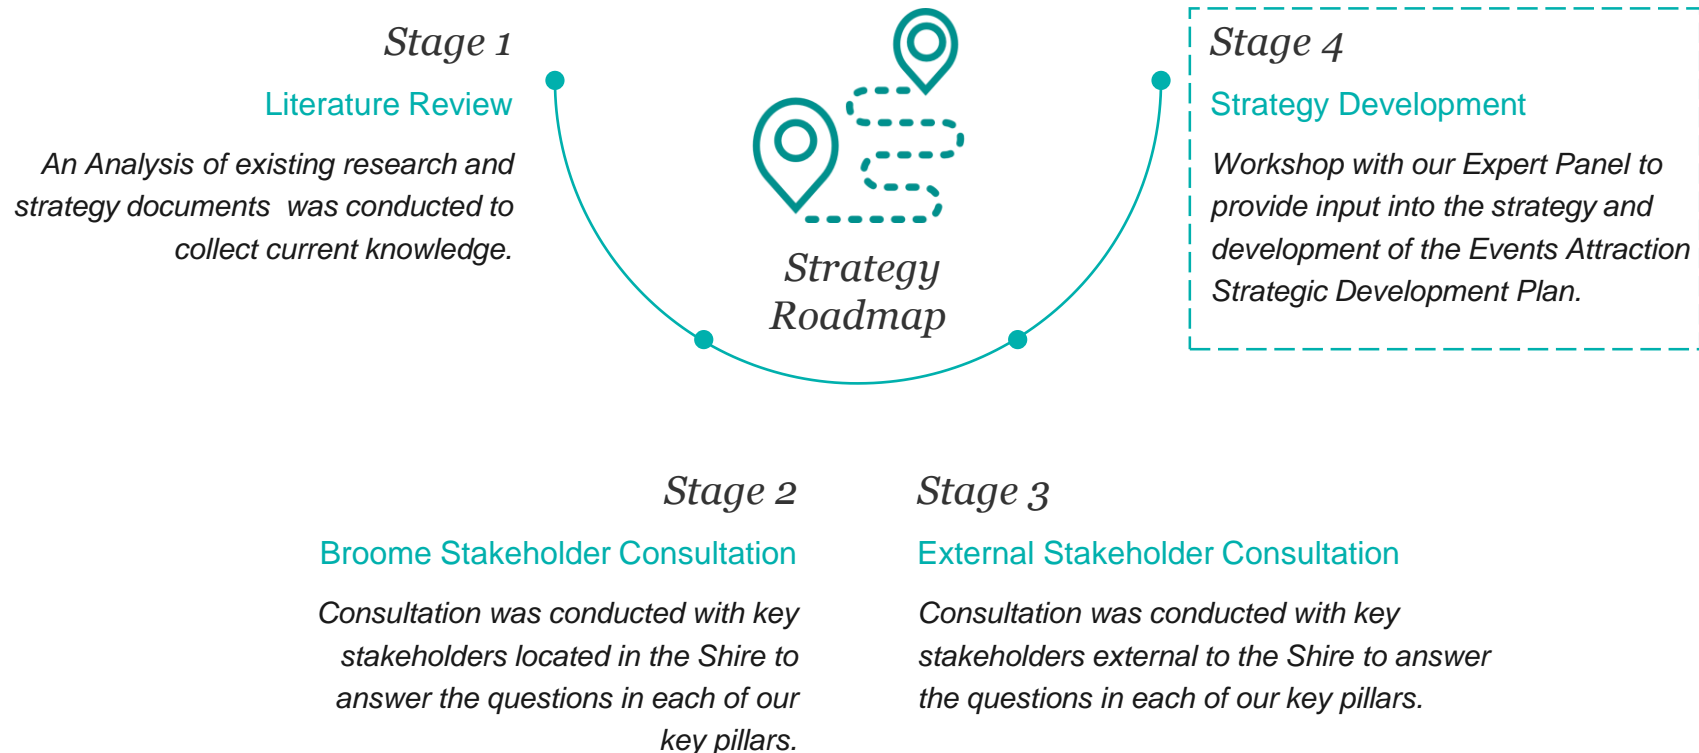 Stage 1
Literature Review
An Analysis of existing research and
strategy documents  was conducted to
collect current knowledge.
Strategy
Roadmap
Stage 4
Strategy Development
Workshop with our Expert Panel to
provide input into the strategy and
development of the Events Attraction
Strategic Development Plan.
Stage 2
Broome Stakeholder Consultation
Consultation was conducted with key
stakeholders located in the Shire to
answer the questions in each of our
key pillars.
Stage 3
External Stakeholder Consultation
Consultation was conducted with key
stakeholders external to the Shire to answer
the questions in each of our key pillars.